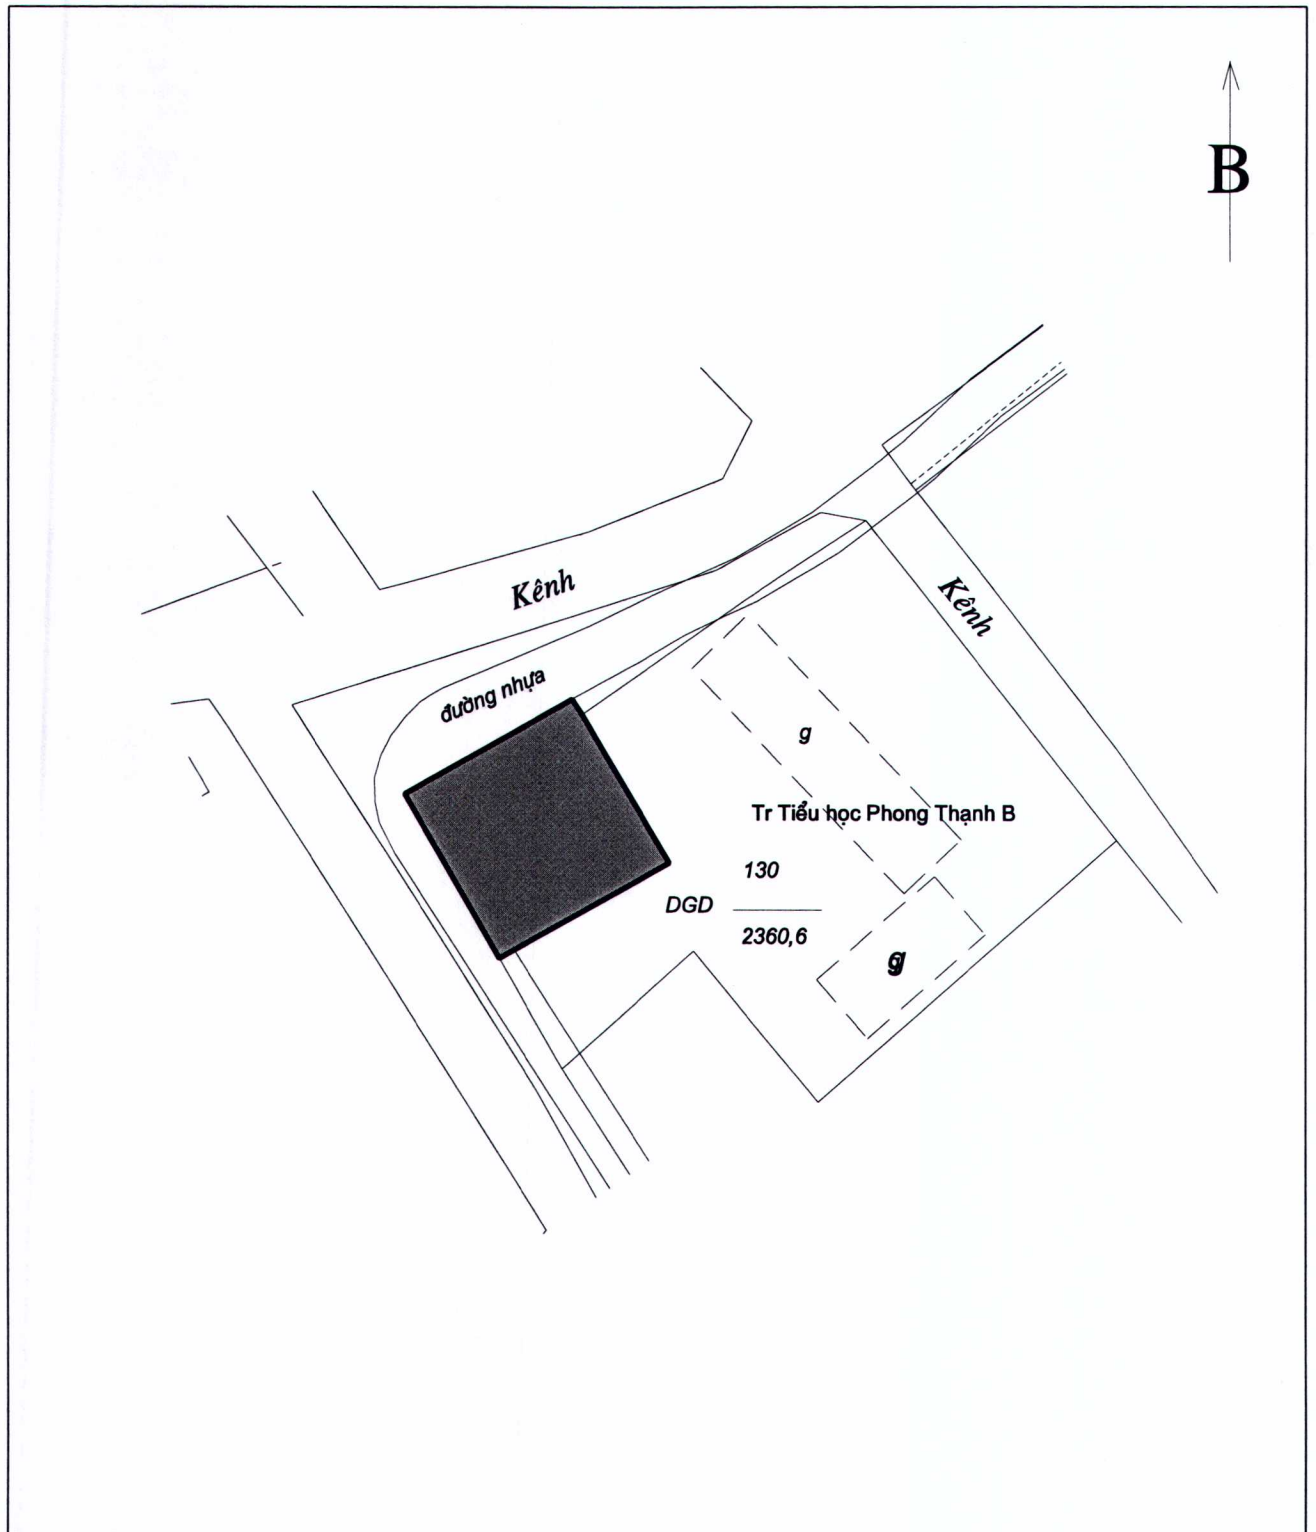 B
Kênh
Kênh
đường nhựa
g
Tr Tiểu học Phong Thạnh B
130
DGD
2360,6
g